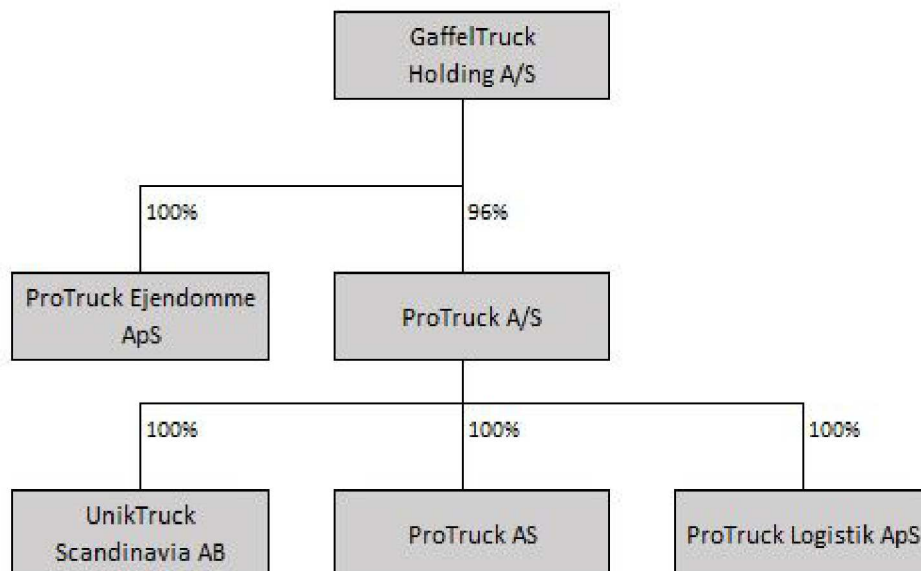 GaffelTruck
Holding A/S
100%
96%
ProTruck Ejendomme
ApS
ProTruck A/S
100%
100%
100%
UnikTruck
Scandinavia AB
ProTruck AS
ProTruck Logistik ApS